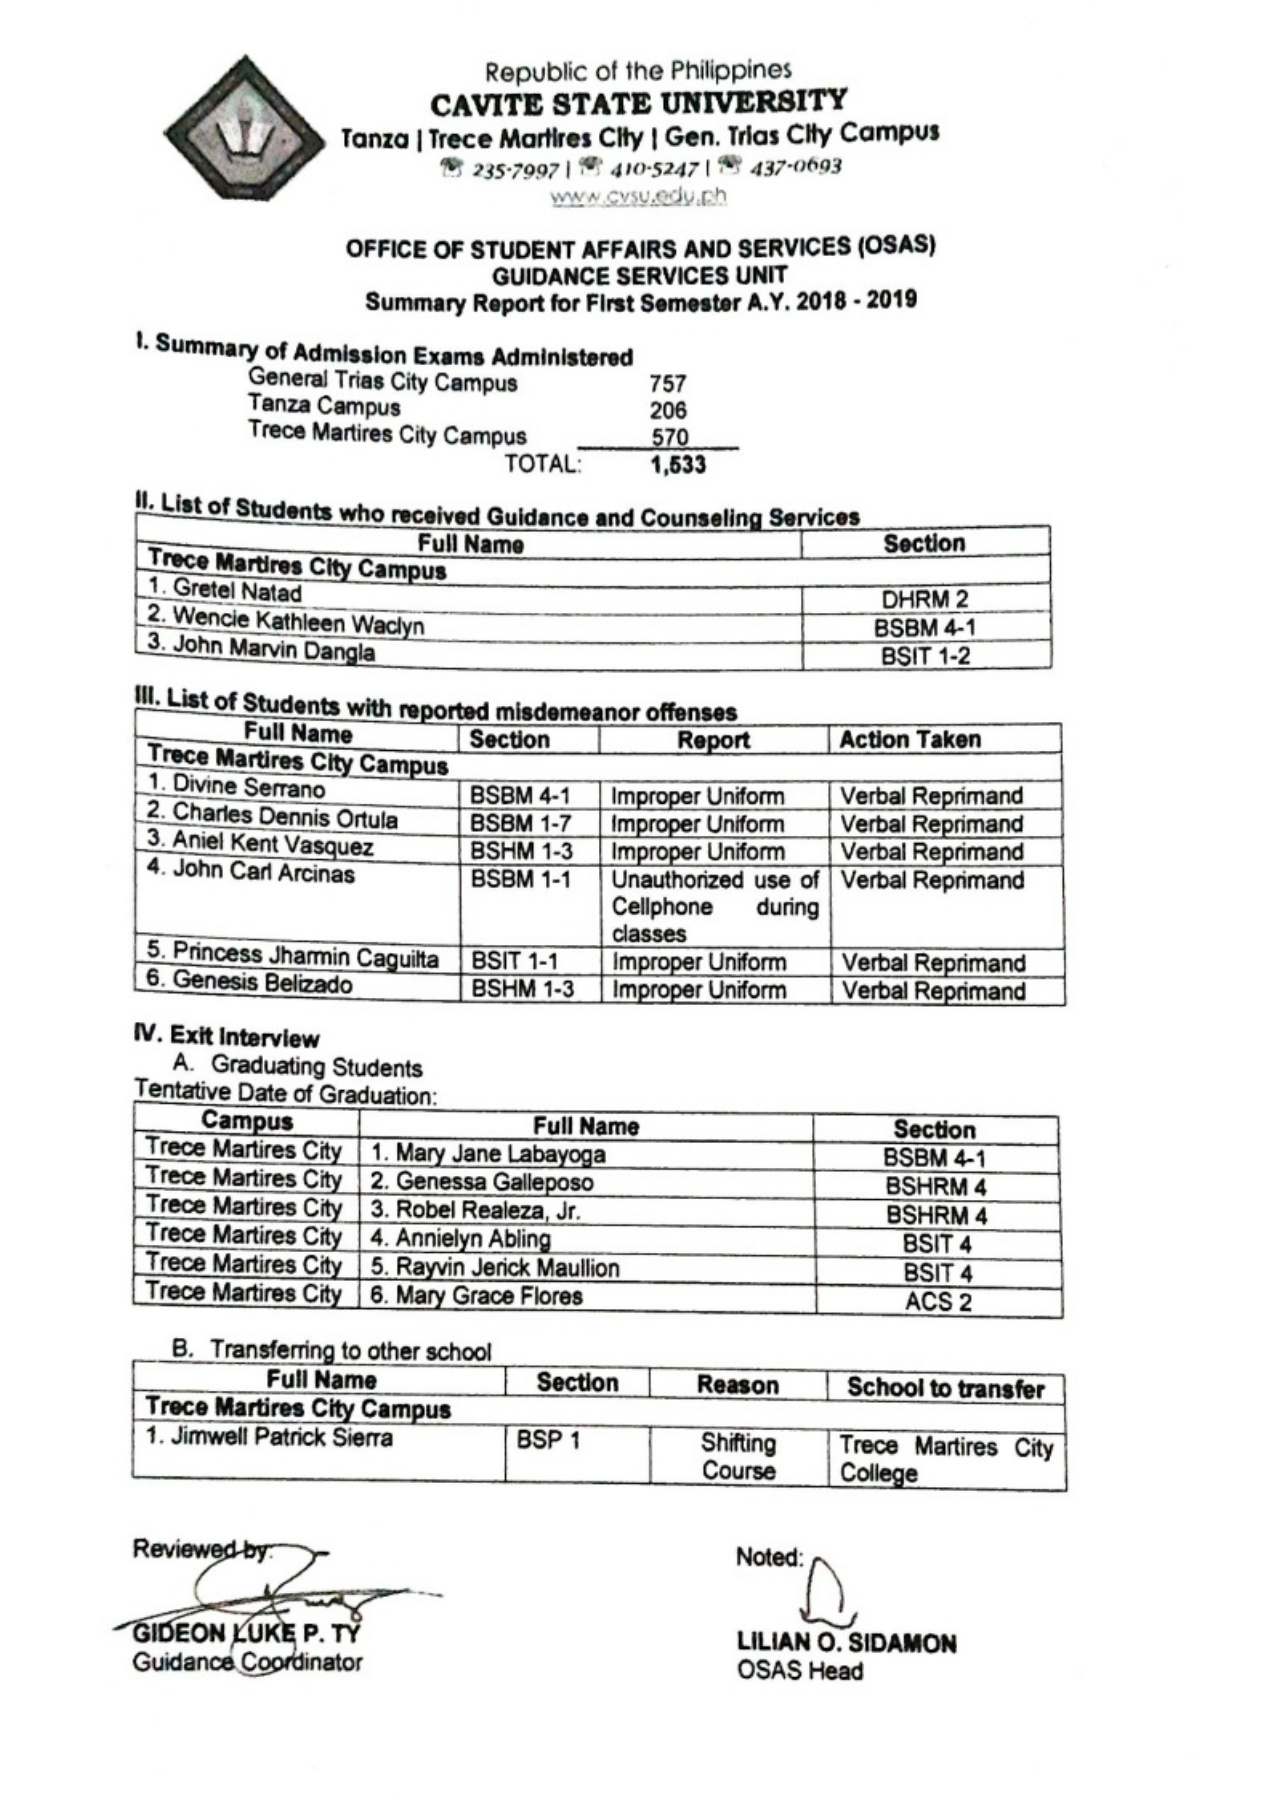 Republic of the Philippines
CAVITE STATE UNIVERSITY
Tanza | Trece Martires City | Gen. Trias City Campus
☏ 235-7997 | ☏ 410-5247 | ☏ 437-0693
www.cvsu.edu.ph
OFFICE OF STUDENT AFFAIRS AND SERVICES (OSAS)
GUIDANCE SERVICES UNIT
Summary Report for First Semester A.Y. 2018 - 2019
I. Summary of Admission Exams Administered
General Trias City Campus 757
Tanza Campus 206
Trece Martires City Campus 570
TOTAL: 1,533
II. List of Students who received Guidance and Counseling Services
Full Name Section
Trece Martires City Campus
1. Gretel Natad DHRM 2
2. Wencie Kathleen Waclyn BSBM 4-1
3. John Marvin Dangla BSIT 1-2
III. List of Students with reported misdemeanor offenses
Full Name Section Report Action Taken
Trece Martires City Campus
1. Divine Serrano BSBM 4-1 Improper Uniform Verbal Reprimand
2. Charles Dennis Ortula BSBM 1-7 Improper Uniform Verbal Reprimand
3. Aniel Kent Vasquez BSHM 1-3 Improper Uniform Verbal Reprimand
4. John Carl Arcinas BSBM 1-1 Unauthorized use of Verbal Reprimand
Cellphone during
classes
5. Princess Jharmin Caguilta BSIT 1-1 Improper Uniform Verbal Reprimand
6. Genesis Belizado BSHM 1-3 Improper Uniform Verbal Reprimand
IV. Exit Interview
A. Graduating Students
Tentative Date of Graduation:
Campus Full Name Section
Trece Martires City 1. Mary Jane Labayoga BSBM 4-1
Trece Martires City 2. Genessa Galleposo BSHRM 4
Trece Martires City 3. Robel Realeza, Jr. BSHRM 4
Trece Martires City 4. Annielyn Abling BSIT 4
Trece Martires City 5. Rayvin Jerick Maullion BSIT 4
Trece Martires City 6. Mary Grace Flores ACS 2
B. Transferring to other school
Full Name Section Reason School to transfer
Trece Martires City Campus
1. Jimwell Patrick Sierra BSP 1 Shifting Trece Martires City
Course College
Reviewed by: Noted:
GIDEON LUKE P. TY LILIAN O. SIDAMON
Guidance Coordinator OSAS Head